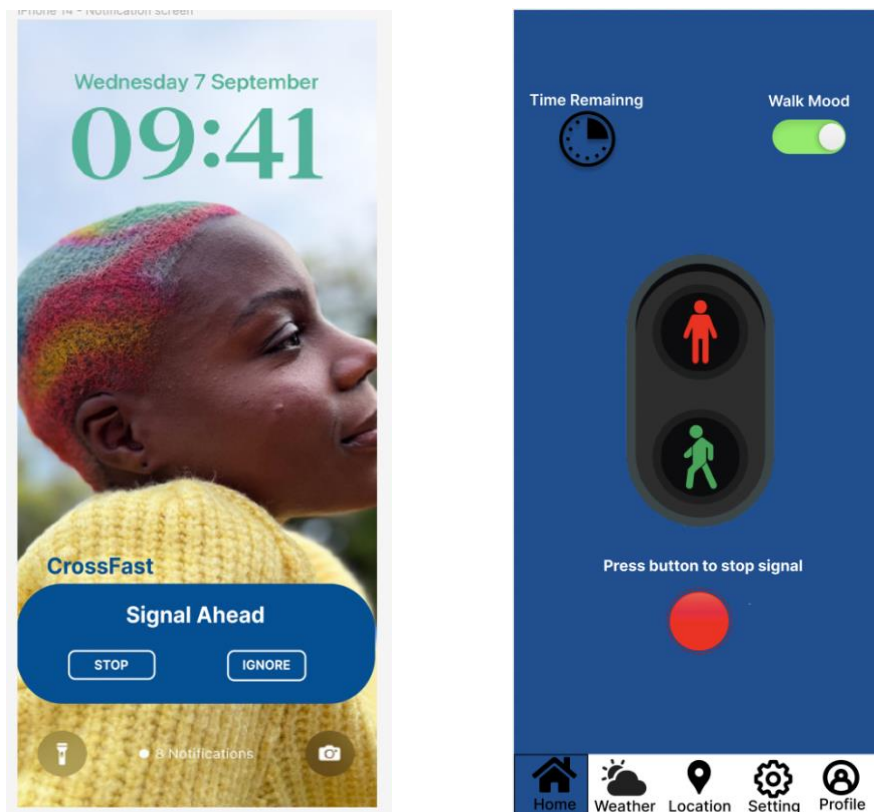 iPhone 14 - Notification screen
Wednesday 7 September
09:41
CrossFast
Signal Ahead
STOP IGNORE
8 Notifications
Time Remainng Walk Mood
Press button to stop signal
Home Weather Location Setting Profile